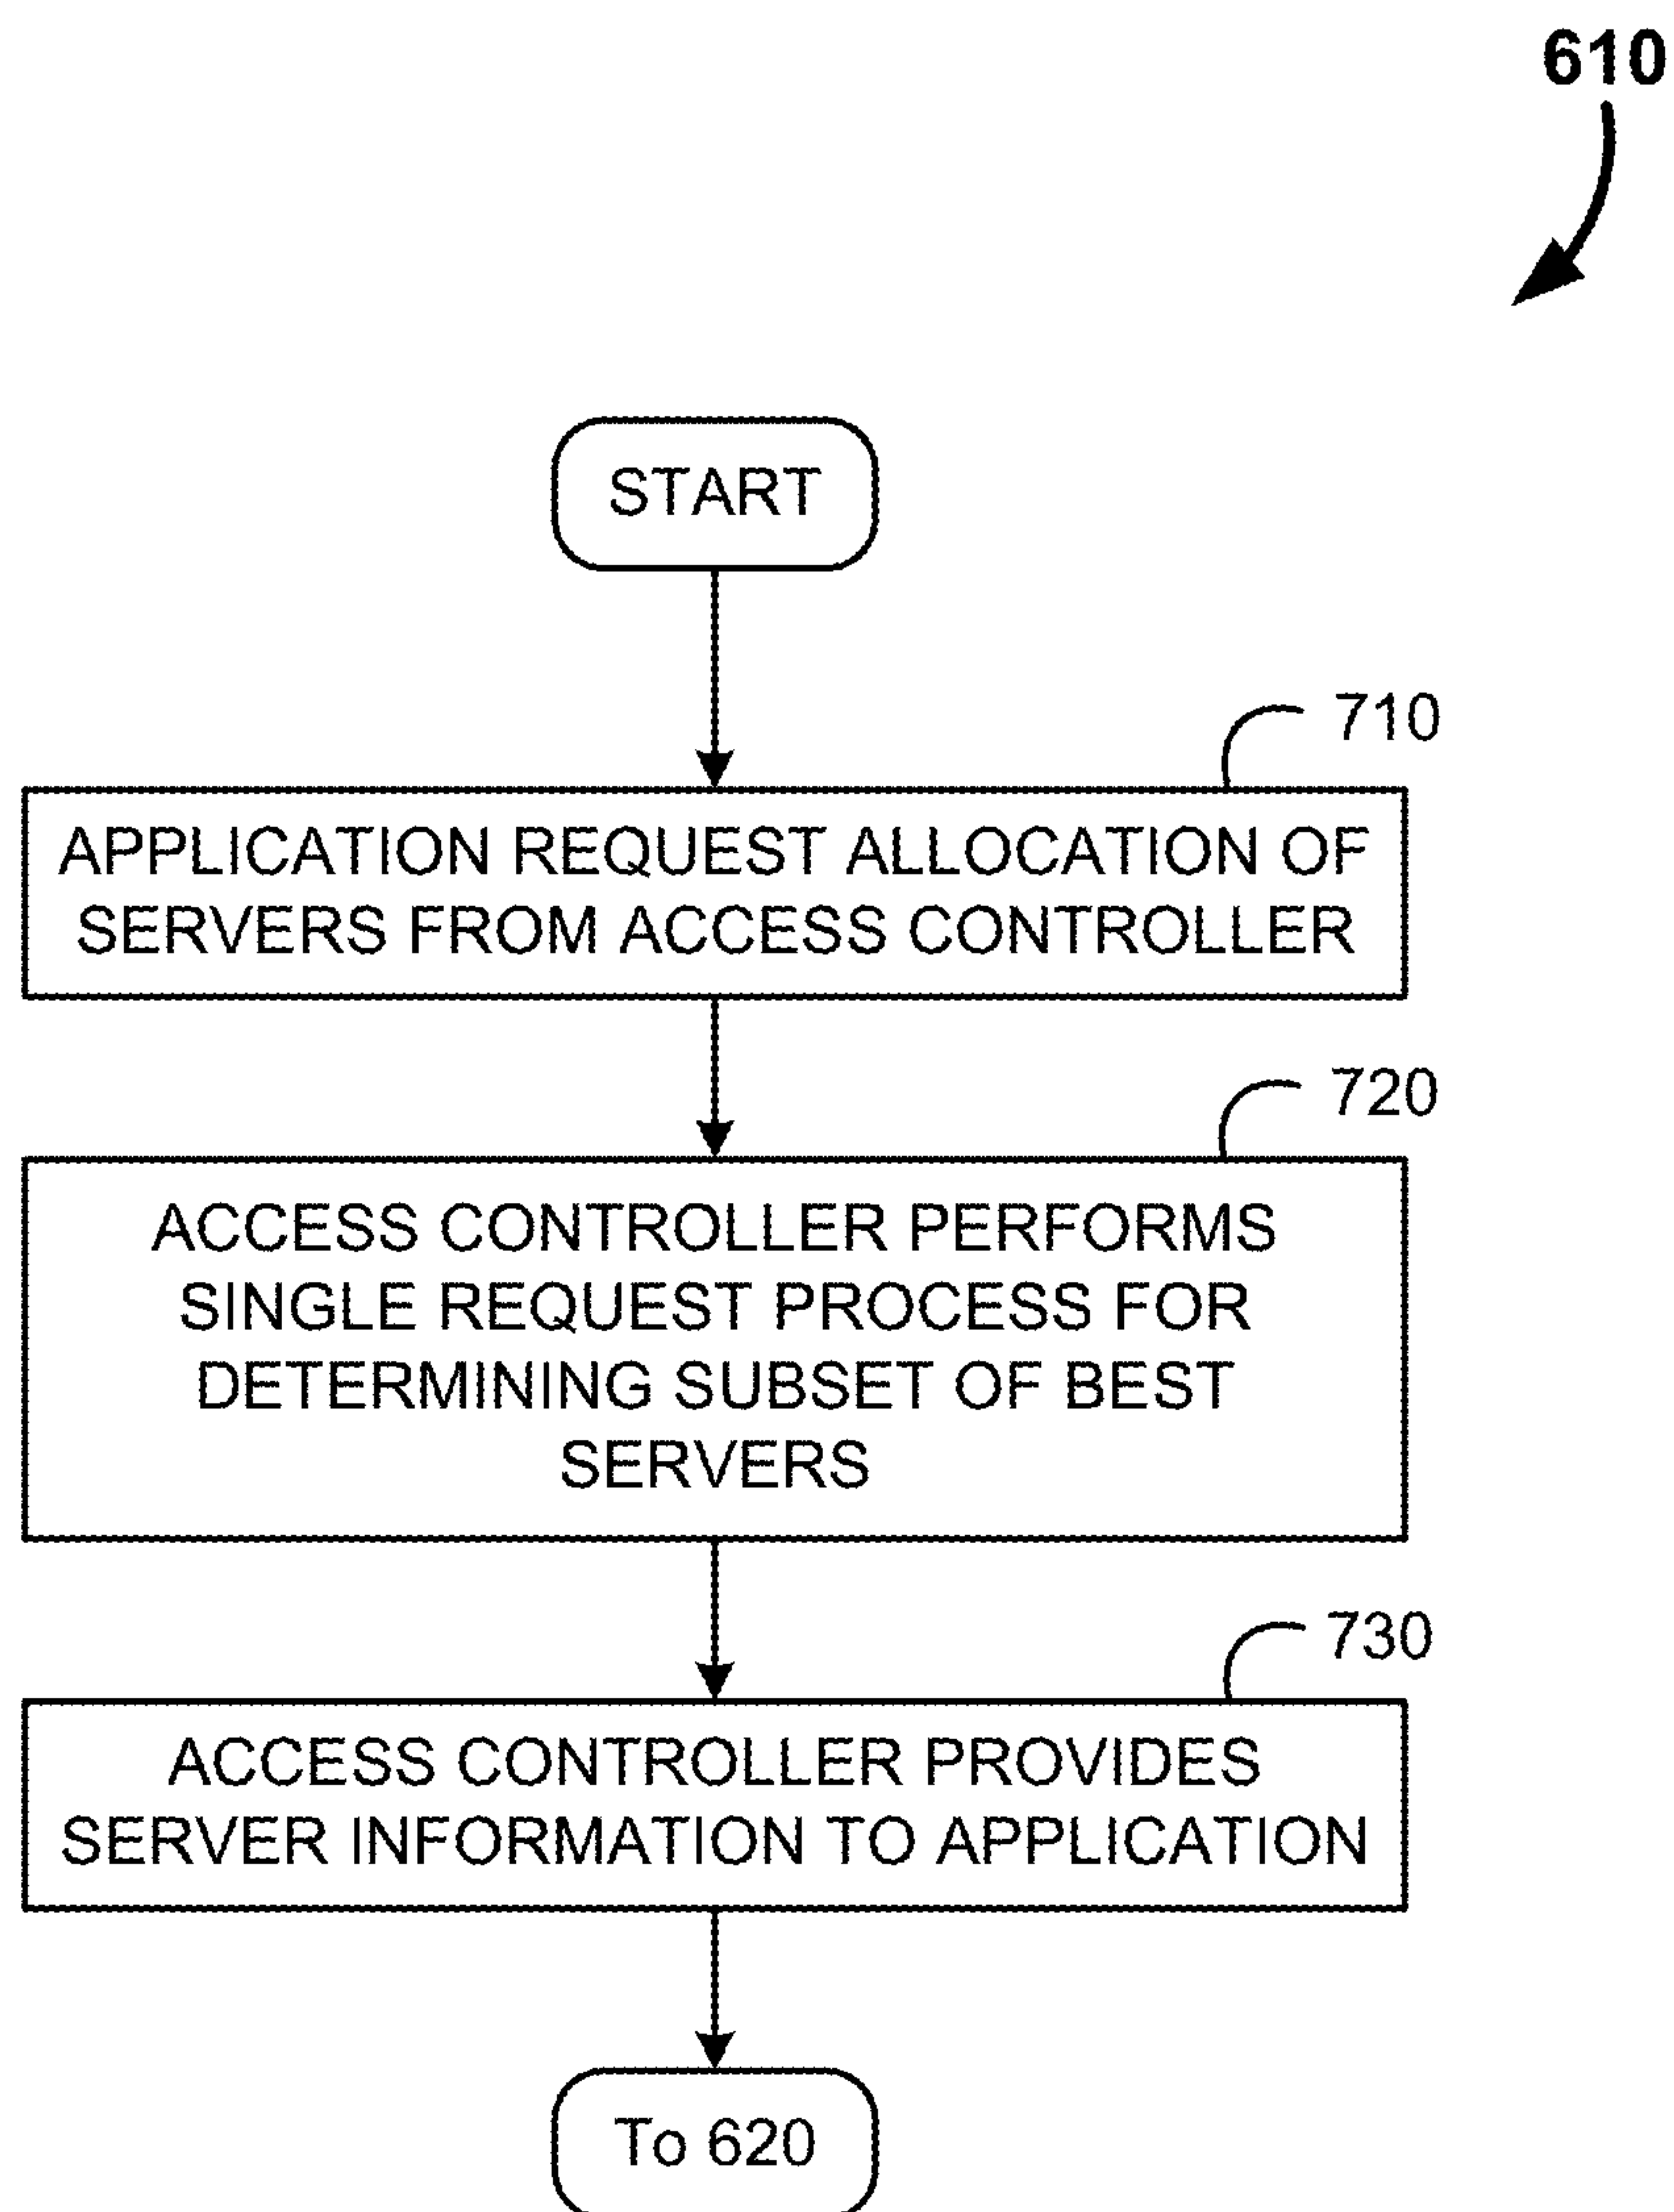 610
START
710
APPLICATION REQUEST ALLOCATION OF
SERVERS FROM ACCESS CONTROLLER
720
ACCESS CONTROLLER PERFORMS
SINGLE REQUEST PROCESS FOR
DETERMINING SUBSET OF BEST
SERVERS
730
ACCESS CONTROLLER PROVIDES
SERVER INFORMATION TO APPLICATION
To 620